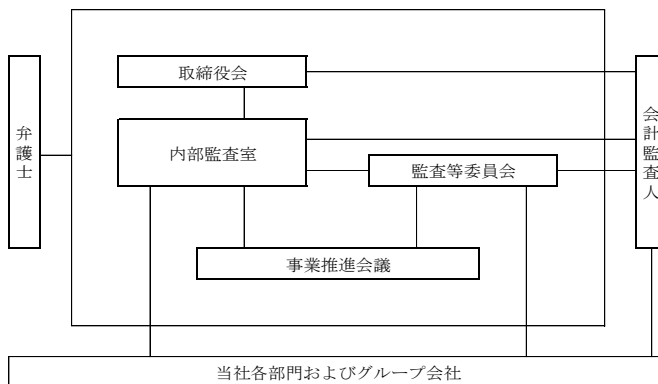 取締役会
弁護士
会計監査人
内部監査室
監査等委員会
事業推進会議
当社各部門およびグループ会社